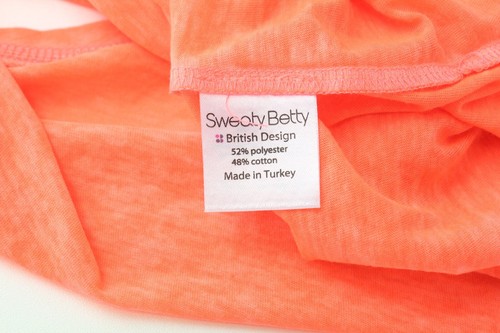 Sweaty Betty
British Design
52% polyester
48% cotton
Made in Turkey